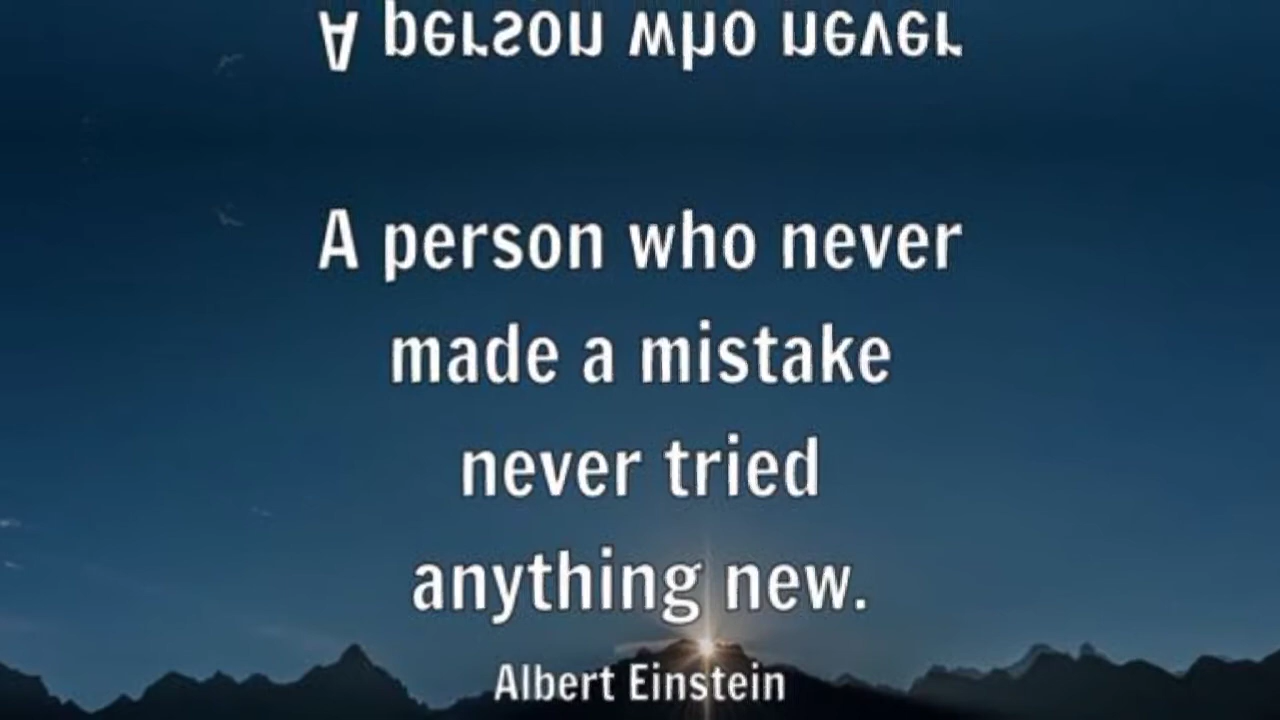 A person who never
A person who never
made a mistake
never tried
anything new.
Albert Einstein